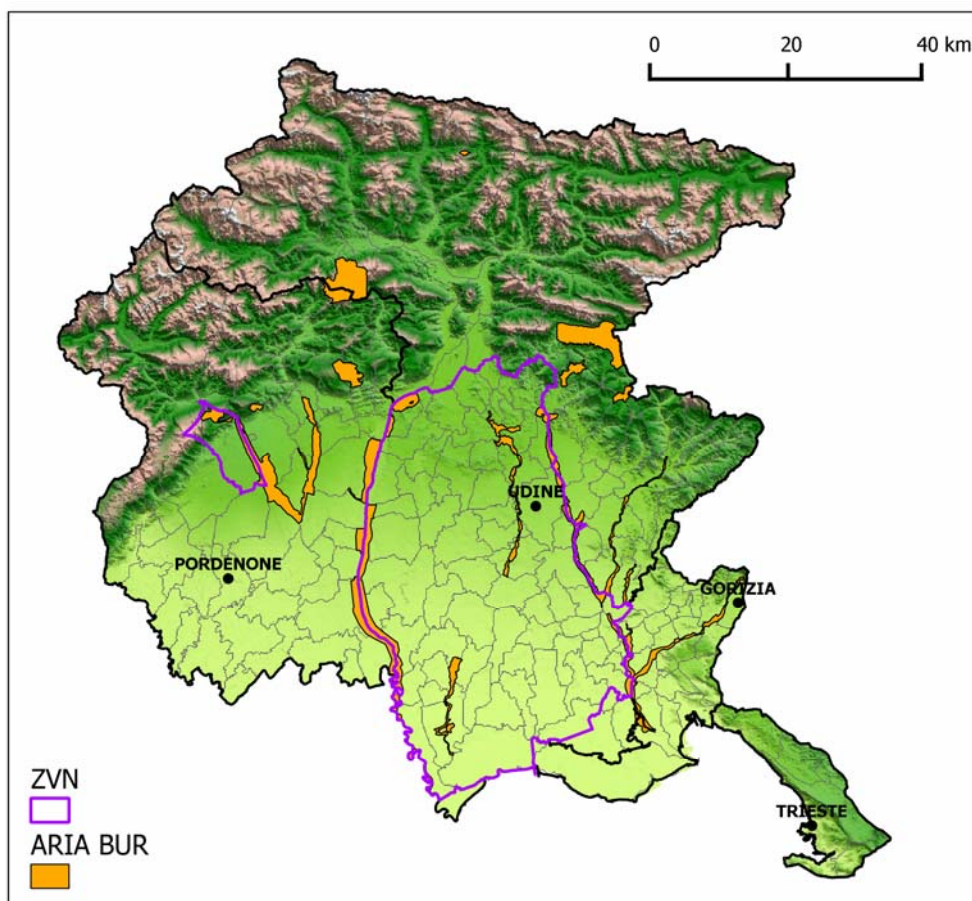 0 20 40 km
UDINE
PORDENONE
GORIZIA
TRIESTE
ZVN
ARIA BUR